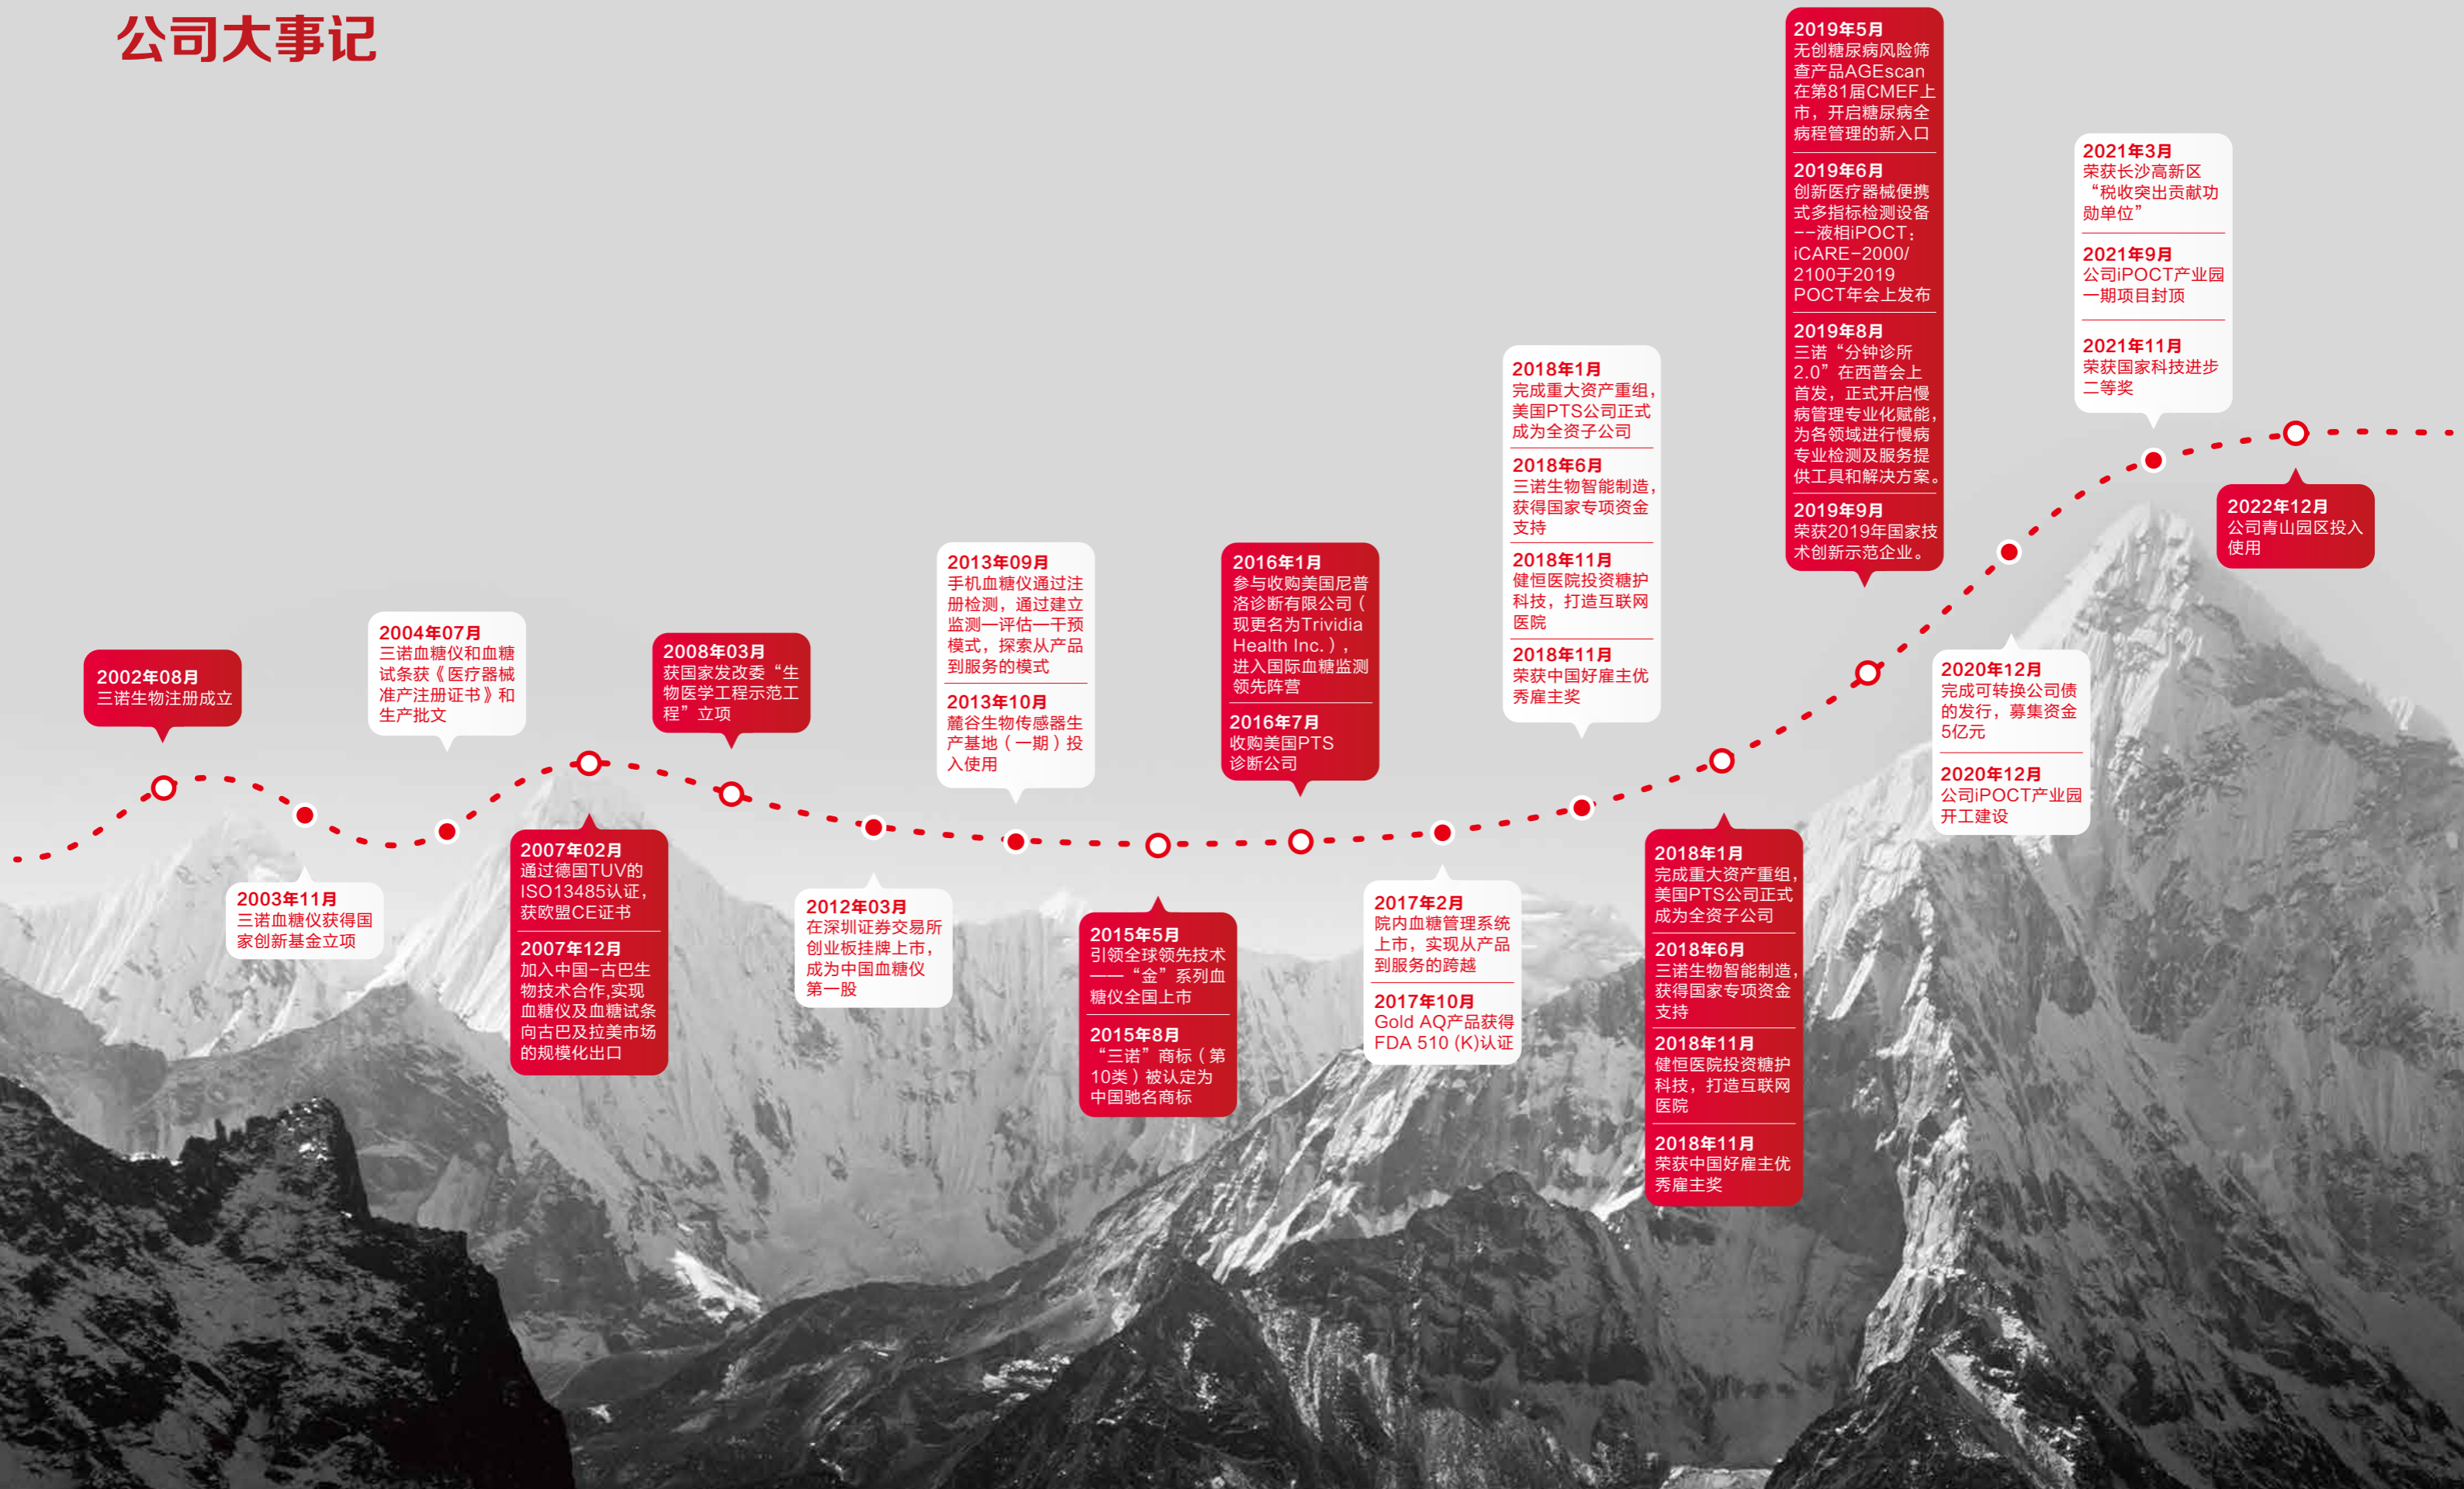 公司大事记
2002年08月
三诺生物注册成立
2003年11月
三诺血糖仪获得国
家创新基金立项
2004年07月
三诺血糖仪和血糖
试条获《医疗器械
准产注册证书》和
生产批文
2007年02月
通过德国TUV的
ISO13485认证，
获欧盟CE证书
2007年12月
加入中国-古巴生
物技术合作,实现
血糖仪及血糖试条
向古巴及拉美市场
的规模化出口
2008年03月
获国家发改委“生
物医学工程示范工
程”立项
2012年03月
在深圳证券交易所
创业板挂牌上市，
成为中国血糖仪
第一股
2013年09月
手机血糖仪通过注
册检测，通过建立
监测—评估—干预
模式，探索从产品
到服务的模式
2013年10月
麓谷生物传感器生
产基地（一期）投
入使用
2015年5月
引领全球领先技术
——“金”系列血
糖仪全国上市
2015年8月
“三诺”商标（第
10类）被认定为
中国驰名商标
2016年1月
参与收购美国尼普
洛诊断有限公司（
现更名为Trividia
Health Inc.），
进入国际血糖监测
领先阵营
2016年7月
收购美国PTS
诊断公司
2017年2月
院内血糖管理系统
上市，实现从产品
到服务的跨越
2017年10月
Gold AQ产品获得
FDA 510 (K)认证
2018年1月
完成重大资产重组，
美国PTS公司正式
成为全资子公司
2018年6月
三诺生物智能制造，
获得国家专项资金
支持
2018年11月
健恒医院投资糖护
科技，打造互联网
医院
2018年11月
荣获中国好雇主优
秀雇主奖
2018年1月
完成重大资产重组，
美国PTS公司正式
成为全资子公司
2018年6月
三诺生物智能制造，
获得国家专项资金
支持
2018年11月
健恒医院投资糖护
科技，打造互联网
医院
2018年11月
荣获中国好雇主优
秀雇主奖
2019年5月
无创糖尿病风险筛
查产品AGEscan
在第81届CMEF上
市，开启糖尿病全
病程管理的新入口
2019年6月
创新医疗器械便携
式多指标检测设备
--液相iPOCT：
iCARE-2000/
2100于2019
POCT年会上发布
2019年8月
三诺“分钟诊所
2.0”在西普会上
首发，正式开启慢
病管理专业化赋能，
为各领域进行慢病
专业检测及服务提
供工具和解决方案。
2019年9月
荣获2019年国家技
术创新示范企业。
2020年12月
完成可转换公司债
的发行，募集资金
5亿元
2020年12月
公司iPOCT产业园
开工建设
2021年3月
荣获长沙高新区
“税收突出贡献功
勋单位”
2021年9月
公司iPOCT产业园
一期项目封顶
2021年11月
荣获国家科技进步
二等奖
2022年12月
公司青山园区投入
使用